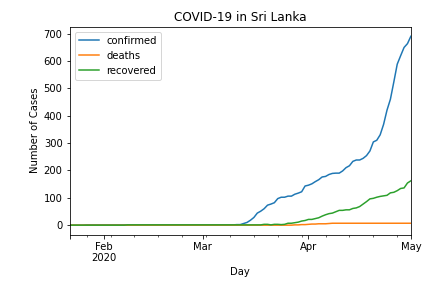 COVID-19 in Sri Lanka
confirmed
deaths
recovered
Number of Cases
700
600
500
400
300
200
100
0
Feb
2020
Mar
Apr
May
Day